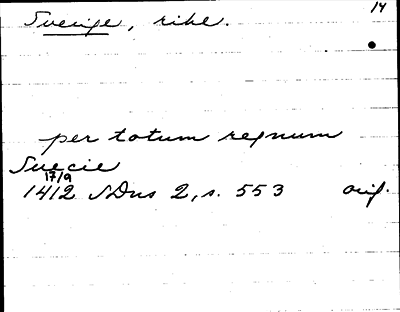 14
Sverige, rike.
per totum regnum
Suecie
17/9
1412 SDns 2, s. 553 orig.